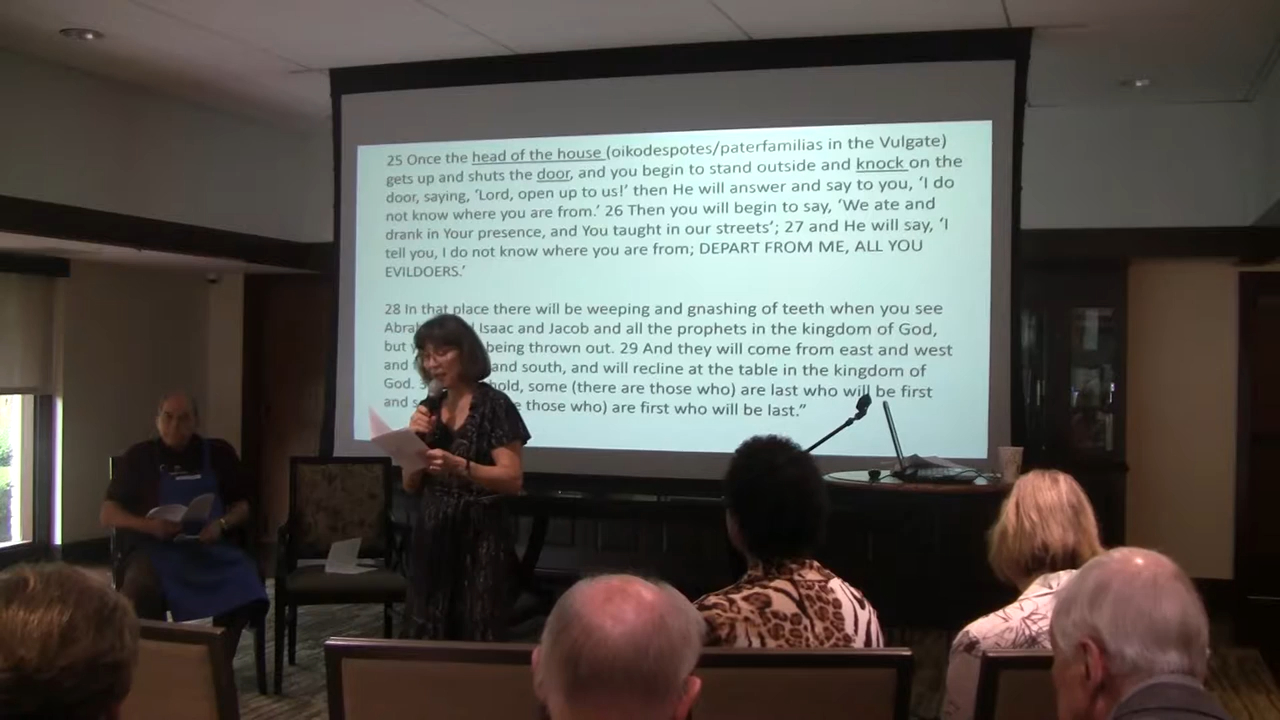 25 Once the head of the house (oikodespotes/paterfamilias in the Vulgate)
gets up and shuts the door, and you begin to stand outside and knock on the
door, saying, ‘Lord, open up to us!’ then He will answer and say to you, ‘I do
not know where you are from.’ 26 Then you will begin to say, ‘We ate and
drank in Your presence, and You taught in our streets’; 27 and He will say, ‘I
tell you, I do not know where you are from; DEPART FROM ME, ALL YOU
EVILDOERS.’
28 In that place there will be weeping and gnashing of teeth when you see
Isaac and Jacob and all the prophets in the kingdom of God,
but being thrown out. 29 And they will come from east and west
and and south, and will recline at the table in the kingdom of
God. some (there are those who) are last who will be first
and those who) are first who will be last.”